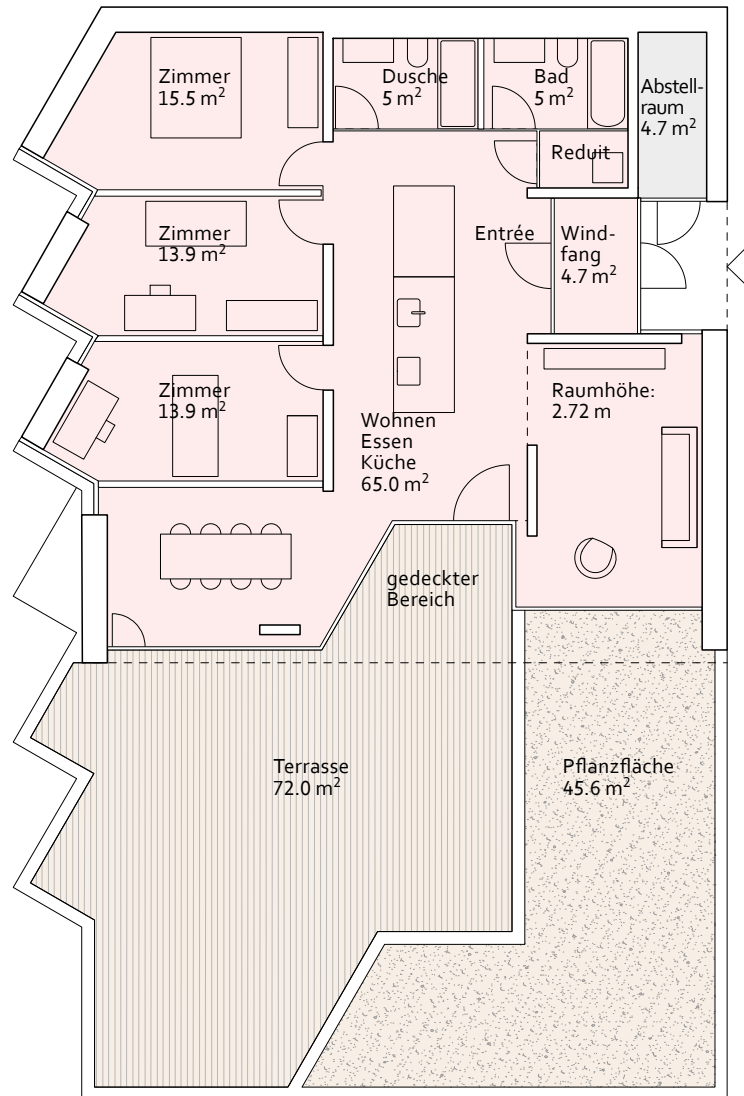 Zimmer
15.5 m²
Dusche
5 m²
Bad
5 m²
Abstell-
raum
4.7 m²
Reduit
Zimmer
13.9 m²
Entrée
Wind-
fang
4.7 m²
Zimmer
13.9 m²
Raumhöhe:
2.72 m
Wohnen
Essen
Küche
65.0 m²
gedeckter
Bereich
Terrasse
72.0 m²
Pflanzfläche
45.6 m²